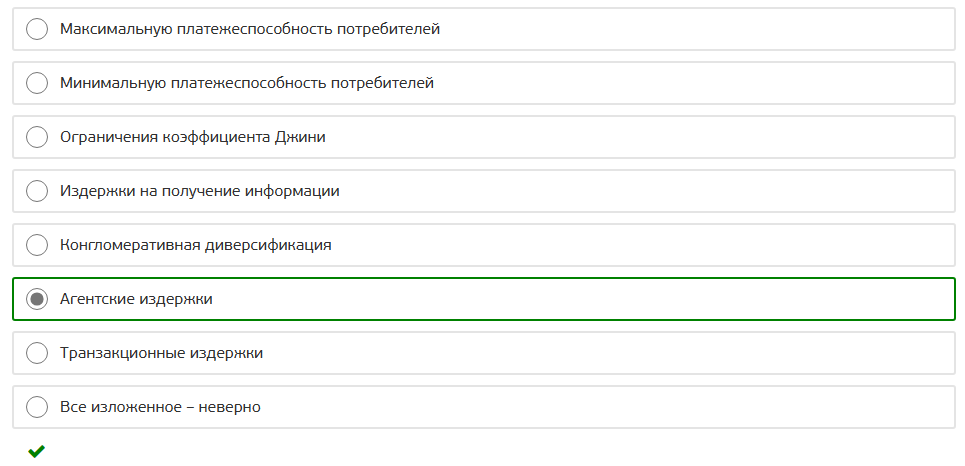 Максимальную платежеспособность потребителей
Минимальную платежеспособность потребителей
Ограничения коэффициента Джини
Издержки на получение информации
Конгломеративная диверсификация
Агентские издержки
Транзакционные издержки
Все изложенное – неверно